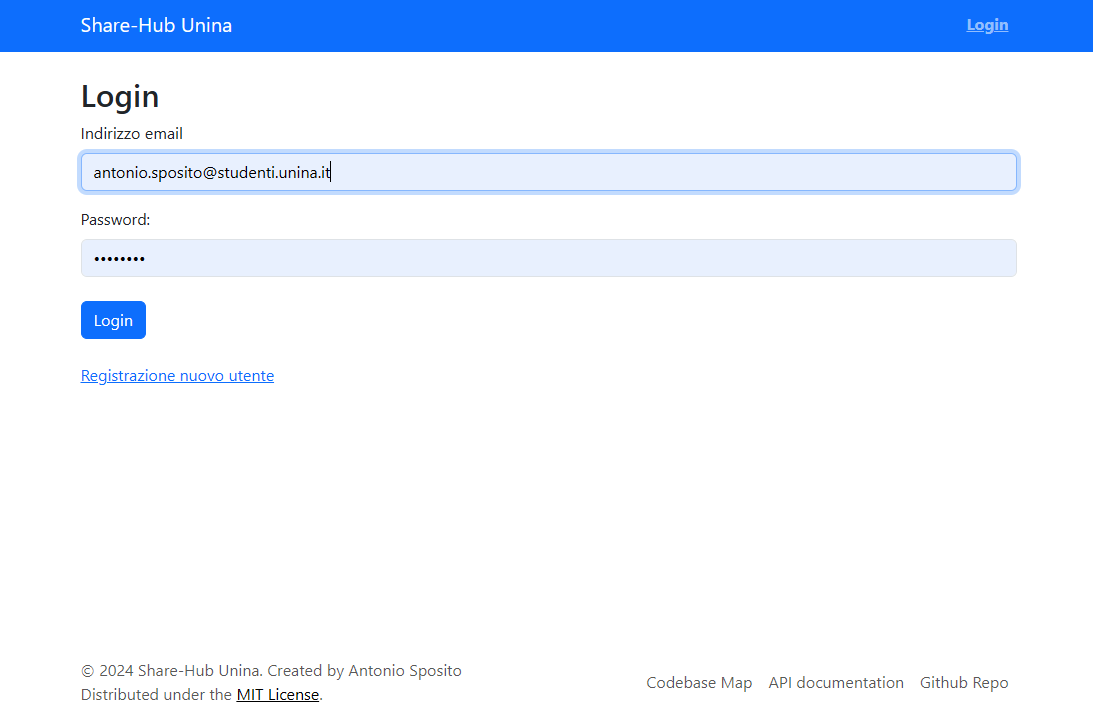 Share-Hub Unina
Login
Login
Indirizzo email
antonio.sposito@studenti.unina.it
Password:
••••••••
Login
Registrazione nuovo utente
© 2024 Share-Hub Unina. Created by Antonio Sposito
Distributed under the MIT License.
Codebase Map
API documentation
Github Repo